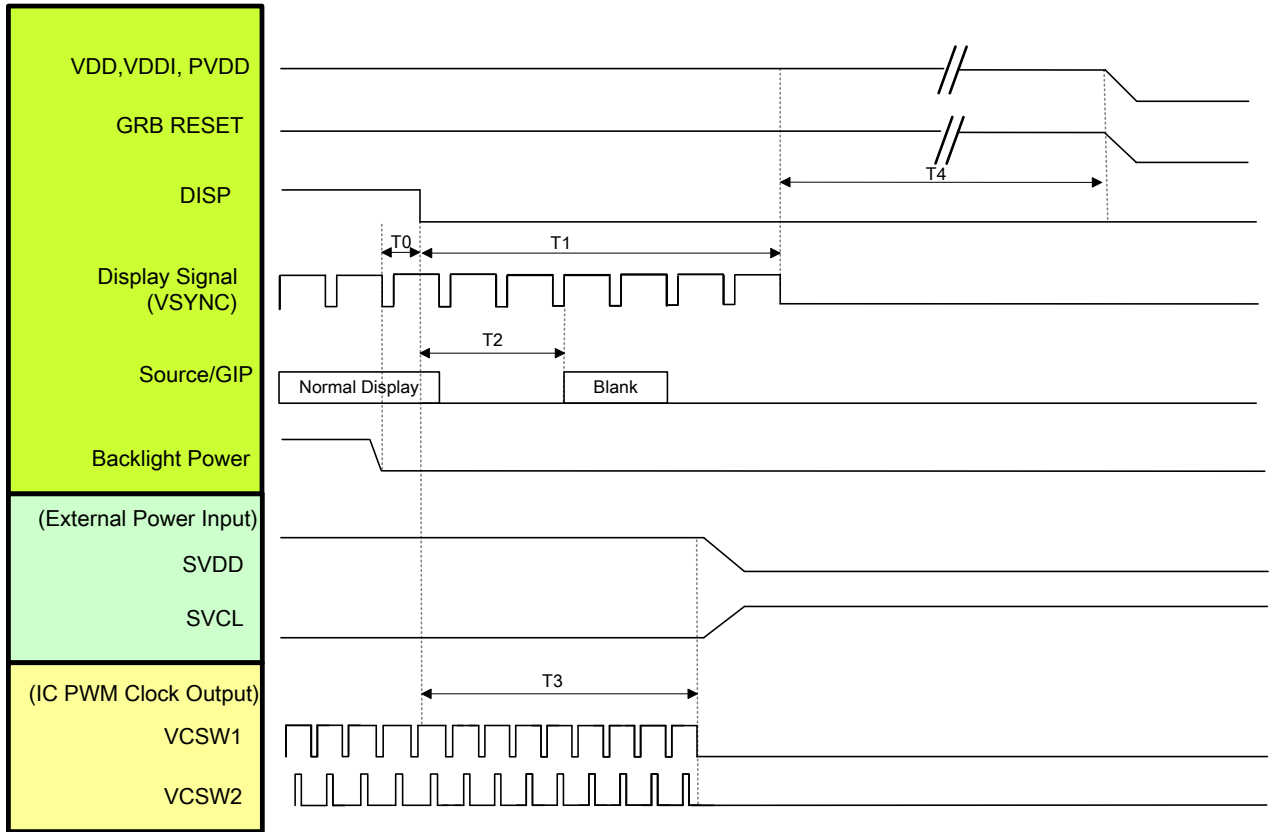 VDD,VDDI, PVDD
GRB RESET
T4
DISP
T0
T1
Display Signal
(VSYNC)
T2
Source/GIP
Normal Display
Blank
Backlight Power
(External Power Input)
SVDD
SVCL
T3
(IC PWM Clock Output)
VCSW1
VCSW2